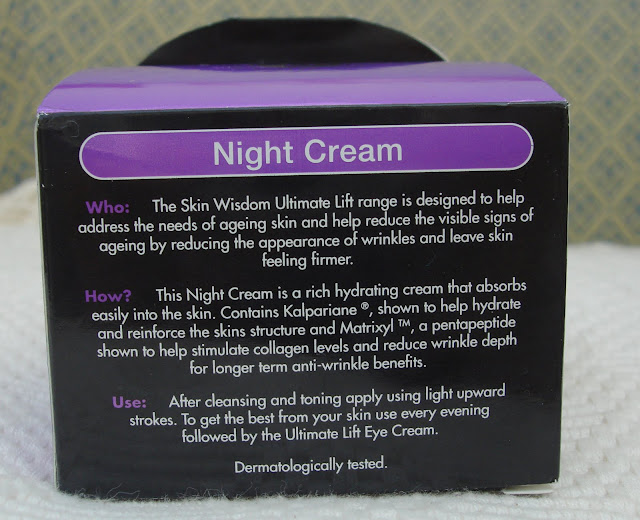 Night Cream
Who: The Skin Wisdom Ultimate Lift range is designed to help
address the needs of ageing skin and help reduce the visible signs of
ageing by reducing the appearance of wrinkles and leave skin
feeling firmer.
How? This Night Cream is a rich hydrating cream that absorbs
easily into the skin. Contains Kalpariane ®, shown to help hydrate
and reinforce the skins structure and Matrixyl ™, a pentapeptide
shown to help stimulate collagen levels and reduce wrinkle depth
for longer term anti-wrinkle benefits.
Use: After cleansing and toning apply using light upward
strokes. To get the best from your skin use every evening
followed by the Ultimate Lift Eye Cream.
Dermatologically tested.